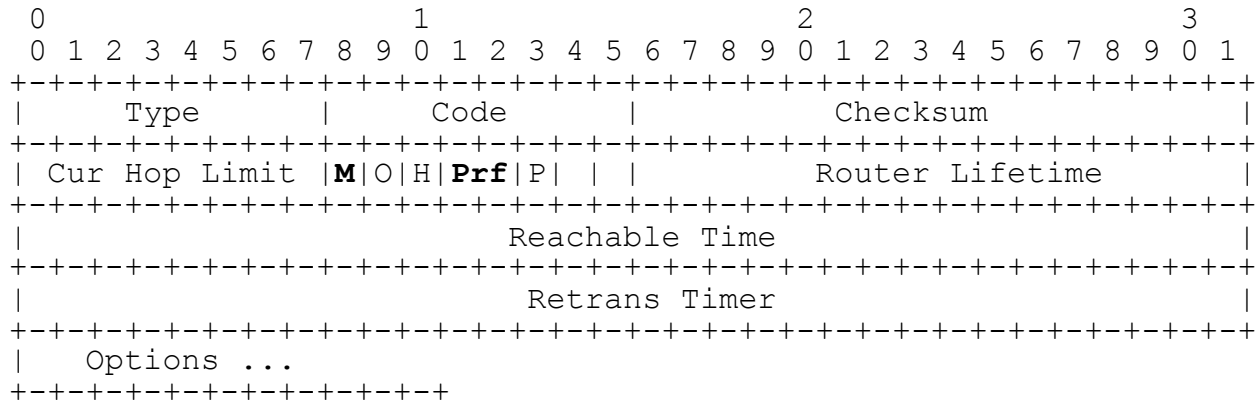 0                   1                   2                   3
 0 1 2 3 4 5 6 7 8 9 0 1 2 3 4 5 6 7 8 9 0 1 2 3 4 5 6 7 8 9 0 1
+-+-+-+-+-+-+-+-+-+-+-+-+-+-+-+-+-+-+-+-+-+-+-+-+-+-+-+-+-+-+-+-+
|     Type      |     Code      |          Checksum             |
+-+-+-+-+-+-+-+-+-+-+-+-+-+-+-+-+-+-+-+-+-+-+-+-+-+-+-+-+-+-+-+-+
| Cur Hop Limit |M|O|H|Prf|P| | |         Router Lifetime       |
+-+-+-+-+-+-+-+-+-+-+-+-+-+-+-+-+-+-+-+-+-+-+-+-+-+-+-+-+-+-+-+-+
|                         Reachable Time                        |
+-+-+-+-+-+-+-+-+-+-+-+-+-+-+-+-+-+-+-+-+-+-+-+-+-+-+-+-+-+-+-+-+
|                          Retrans Timer                        |
+-+-+-+-+-+-+-+-+-+-+-+-+-+-+-+-+-+-+-+-+-+-+-+-+-+-+-+-+-+-+-+-+
|   Options ...
+-+-+-+-+-+-+-+-+-+-+-+